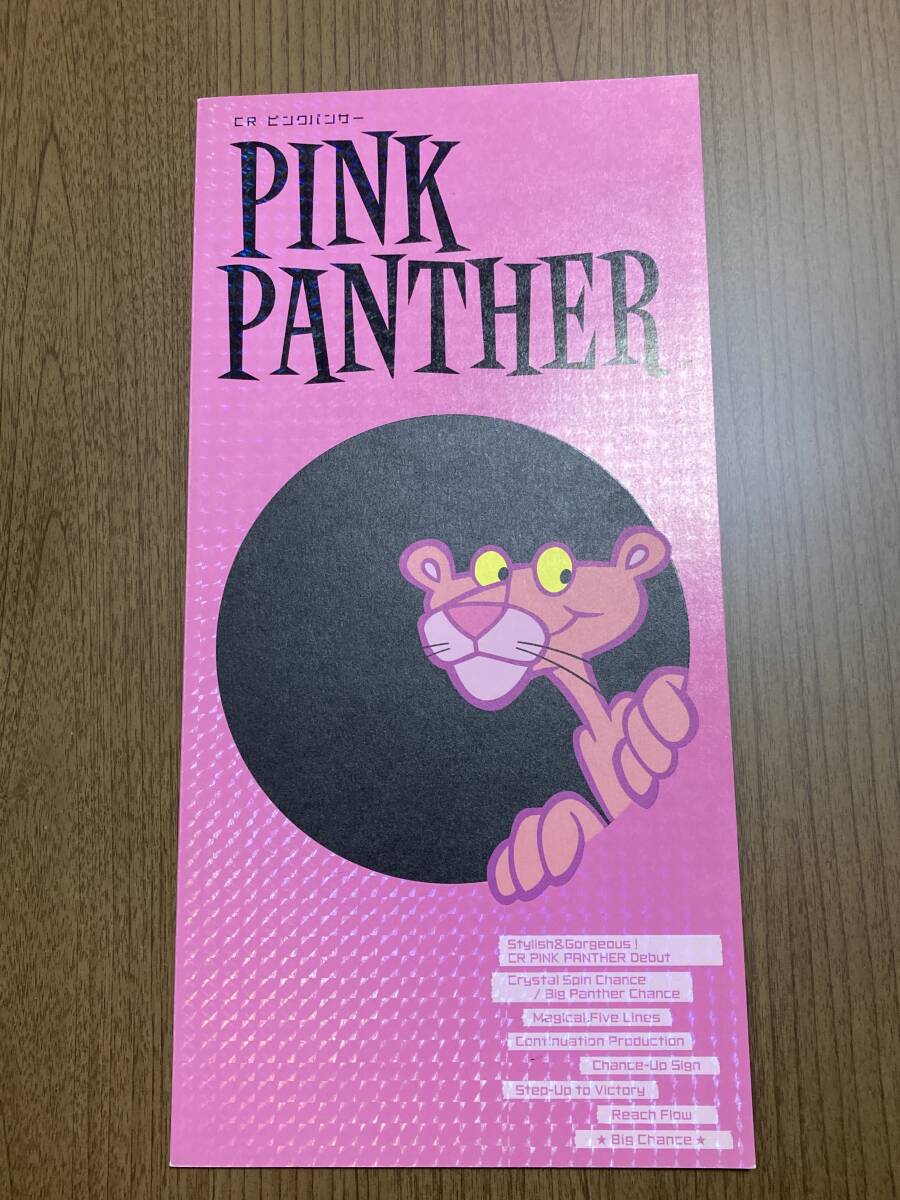 CR ピンクパンサー
PINK
PANTHER
Stylish&Gorgeous!
CR PINK PANTHER Debut
Crystal Spin Chance
/ Big Panther Chance
Magical Five Lines
Continuation Production
Chance-Up Sign
Step-Up to Victory
Reach Flow
★ Big Chance ★